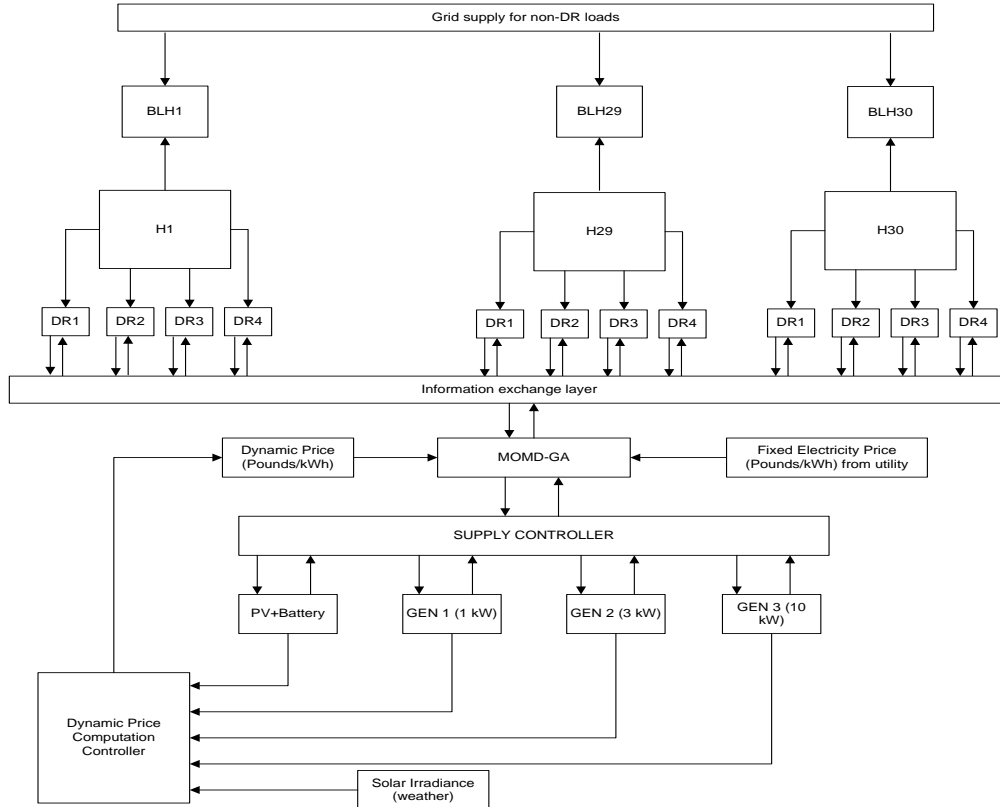 Grid supply for non-DR loads
BLH1
BLH29
BLH30
H1
H29
H30
DR1
DR2
DR3
DR4
DR1
DR2
DR3
DR4
DR1
DR2
DR3
DR4
Information exchange layer
Dynamic Price
(Pounds/kWh)
MOMD-GA
Fixed Electricity Price
(Pounds/kWh) from utility
SUPPLY CONTROLLER
PV+Battery
GEN 1 (1 kW)
GEN 2 (3 kW)
GEN 3 (10
kW)
Dynamic Price
Computation
Controller
Solar Irradiance
(weather)